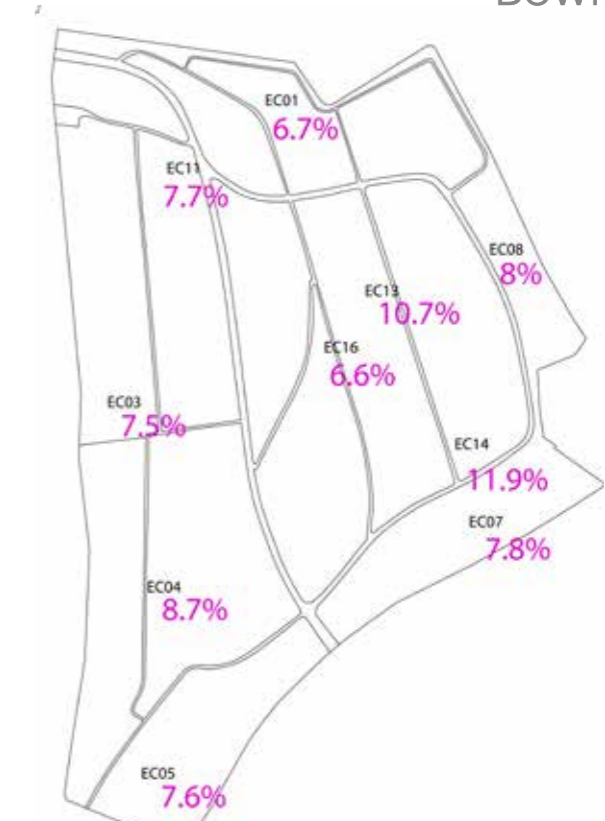 EC01
6.7%
EC11
7.7%
EC08
8%
EC13
10.7%
EC16
6.6%
EC03
7.5%
EC14
11.9%
EC07
7.8%
EC04
8.7%
EC05
7.6%